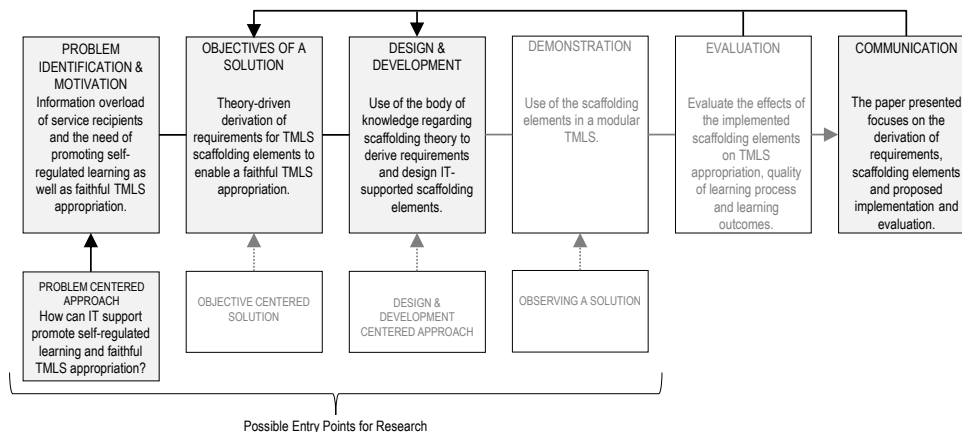 PROBLEM
IDENTIFICATION &
MOTIVATION
Information overload
of service recipients
and the need of
promoting self-
regulated learning as
well as faithful TMLS
appropriation.
OBJECTIVES OF A
SOLUTION
Theory-driven
derivation of
requirements for TMLS
scaffolding elements to
enable a faithful TMLS
appropriation.
DESIGN &
DEVELOPMENT
Use of the body of
knowledge regarding
scaffolding theory to
derive requirements
and design IT-
supported scaffolding
elements.
DEMONSTRATION
Use of the scaffolding
elements in a modular
TMLS.
EVALUATION
Evaluate the effects of
the implemented
scaffolding elements
on TMLS
appropriation, quality
of learning process
and learning
outcomes.
COMMUNICATION
The paper presented
focuses on the
derivation of
requirements,
scaffolding elements
and proposed
implementation and
evaluation.
PROBLEM CENTERED
APPROACH
How can IT support
promote self-regulated
learning and faithful
TMLS appropriation?
OBJECTIVE CENTERED
SOLUTION
DESIGN &
DEVELOPMENT
CENTERED APPROACH
OBSERVING A SOLUTION
Possible Entry Points for Research